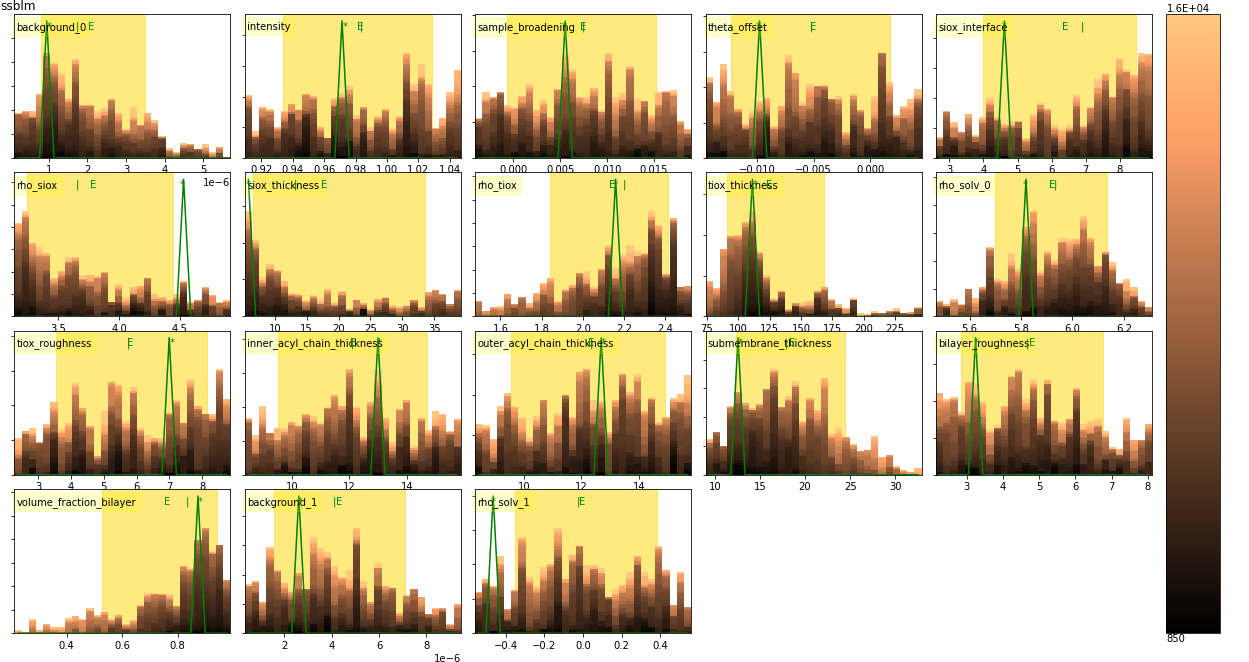 ssblm
1.6E+04
background_0 * | E
intensity * E|
sample_broadening * E|
theta_offset * |E
siox_interface * E |
1 2 3 4 5
0.92 0.94 0.96 0.98 1.00 1.02 1.04
0.000 0.005 0.010 0.015
−0.010 −0.005 0.000
3 4 5 6 7 8
1e−6
rho_siox | E *
siox_thickness | E
rho_tiox E* |
tiox_thickness * E
rho_solv_0 * E|
3.5 4.0 4.5
10 15 20 25 30 35
1.6 1.8 2.0 2.2 2.4
75 100 125 150 175 200 225
5.6 5.8 6.0 6.2
tiox_roughness E *
inner_acyl_chain_thickness E *
outer_acyl_chain_thickness E *
submembrane_thickness * E
bilayer_roughness * |E
3 4 5 6 7 8
10 12 14
10 12 14
10 15 20 25 30
3 4 5 6 7 8
volume_fraction_bilayer E | *
background_1 * |E
rho_solv_1 * |E
0.4 0.6 0.8
2 4 6 8
−0.4 −0.2 0.0 0.2 0.4
850
1e−6